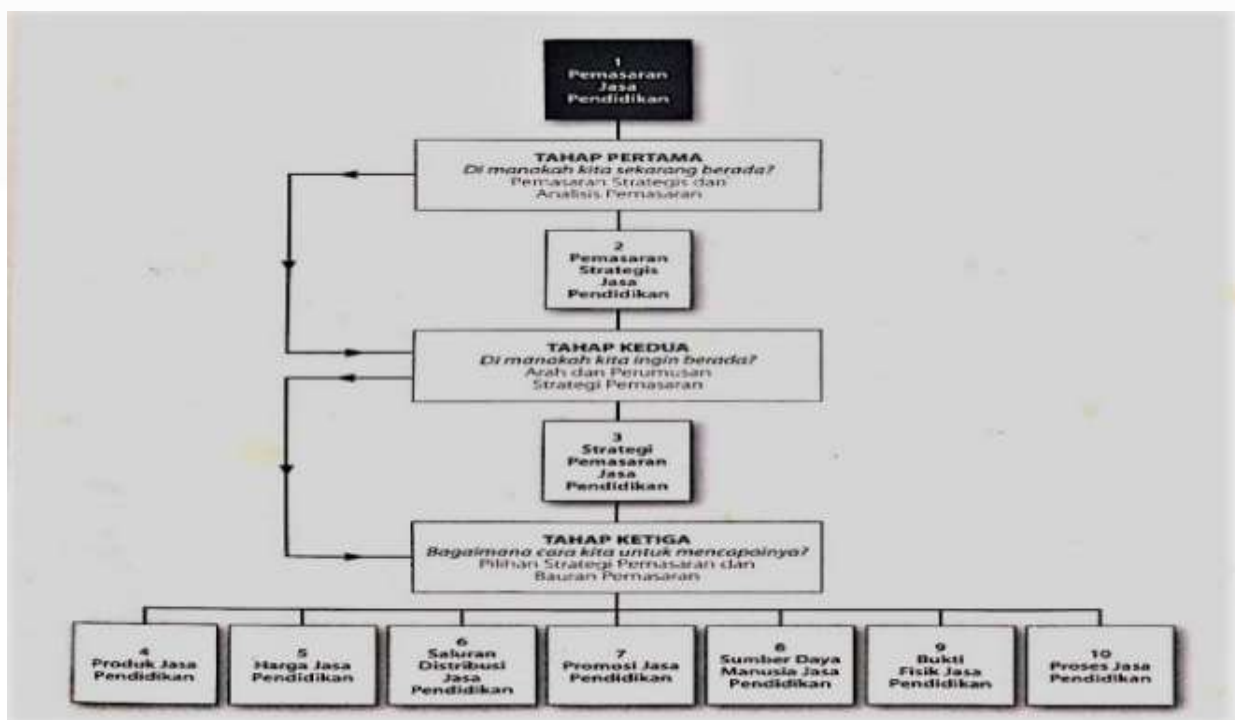 1
Pemasaran
Jasa
Pendidikan
TAHAP PERTAMA
Di manakah kita sekarang berada?
Pemasaran Strategis dan
Analisis Pemasaran
2
Pemasaran
Strategis
Jasa
Pendidikan
TAHAP KEDUA
Di manakah kita ingin berada?
Arah dan Perumusan
Strategi Pemasaran
3
Strategi
Pemasaran
Jasa
Pendidikan
TAHAP KETIGA
Bagaimana cara kita untuk mencapainya?
Pilihan Strategi Pemasaran dan
Bauran Pemasaran
4
Produk Jasa
Pendidikan
5
Harga Jasa
Pendidikan
6
Saluran
Distribusi
Jasa
Pendidikan
7
Promosi Jasa
Pendidikan
8
Sumber Daya
Manusia Jasa
Pendidikan
9
Bukti
Fisik Jasa
Pendidikan
10
Proses Jasa
Pendidikan